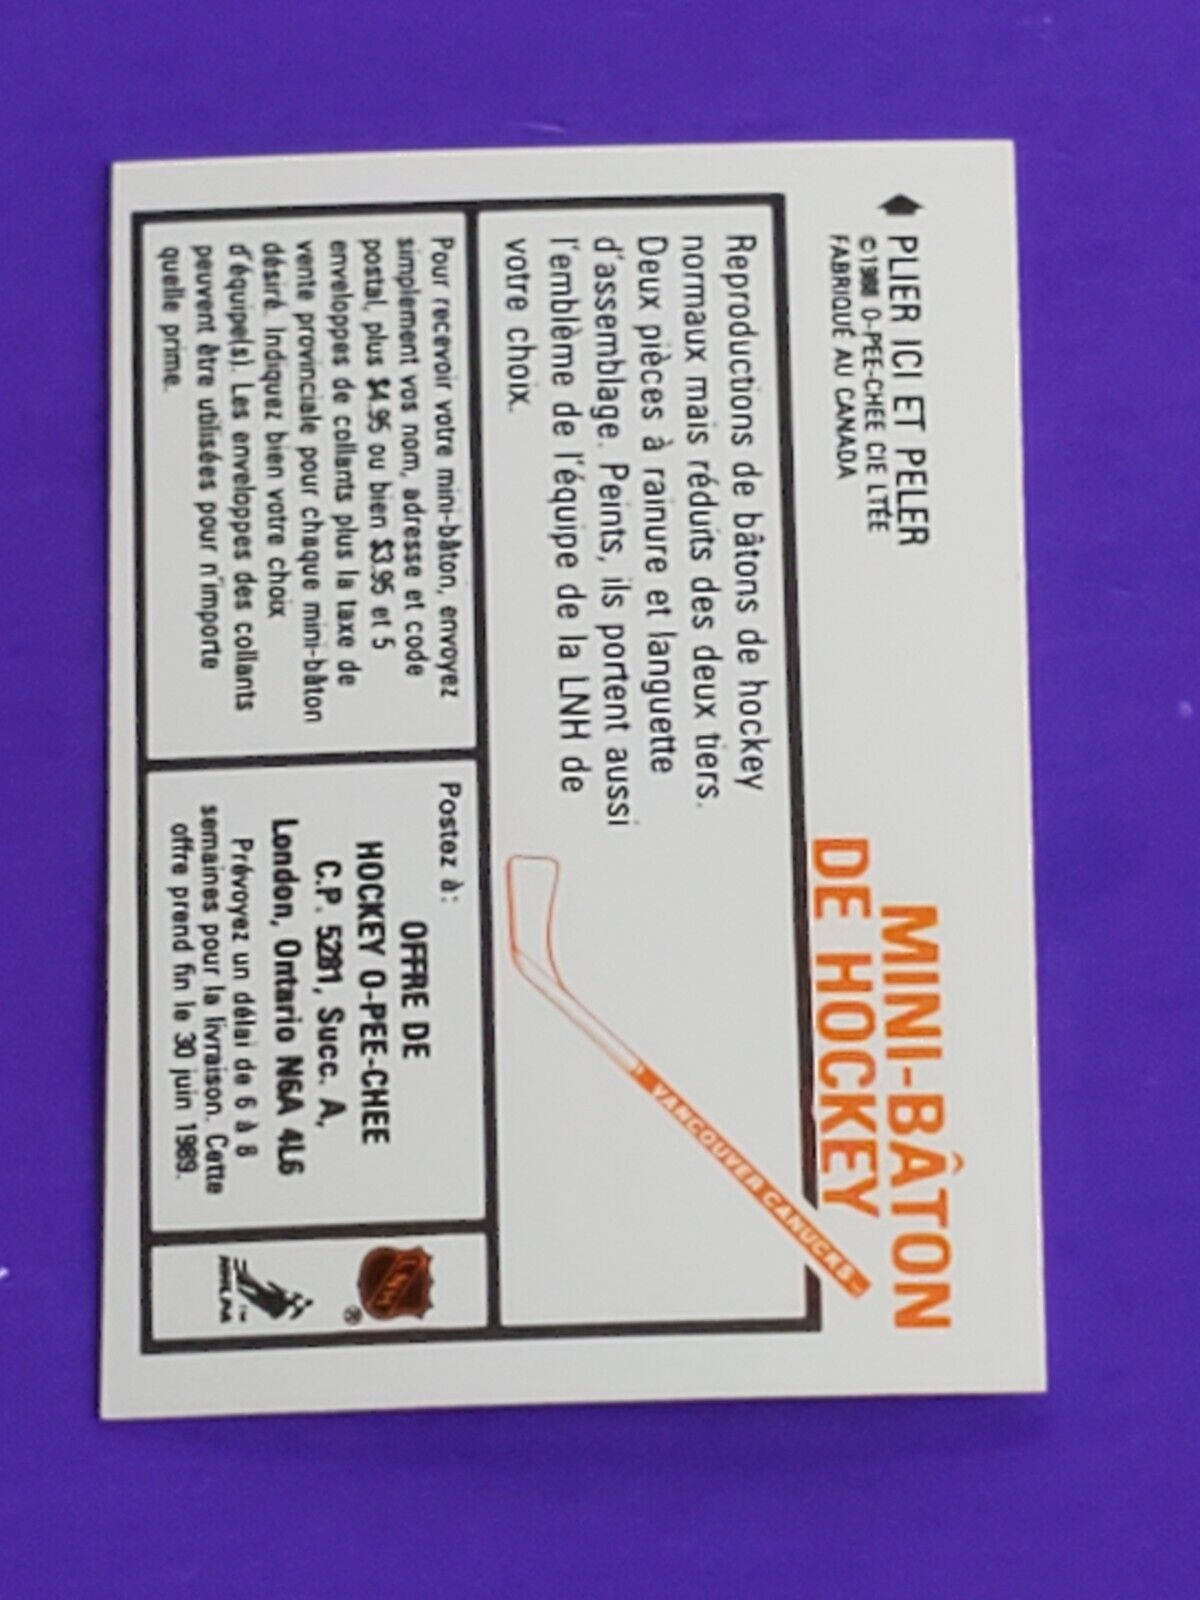 PLIER ICI ET PELER
© 1988 O-PEE-CHEE CIE LTÉE
FABRIQUÉ AU CANADA
MINI-BÂTON
DE HOCKEY
Reproductions de bâtons de hockey
normaux mais réduits des deux tiers.
Deux pièces à rainure et languette
d'assemblage. Peints, ils portent aussi
l'emblème de l'équipe de la LNH de
votre choix.
VANCOUVER CANUCKS
Pour recevoir votre mini-bâton, envoyez
simplement vos nom, adresse et code
postal, plus $4.95 ou bien $3.95 et 5
enveloppes de collants plus la taxe de
vente provinciale pour chaque mini-bâton
désiré. Indiquez bien votre choix
d'équipe(s). Les enveloppes des collants
peuvent être utilisées pour n'importe
quelle prime.
Postez à:
OFFRE DE
HOCKEY O-PEE-CHEE
C.P. 5281, Succ. A,
London, Ontario N6A 4L6
Prévoyez un délai de 6 à 8
semaines pour la livraison. Cette
offre prend fin le 30 juin 1989.
NHL ®
NHLPA ™